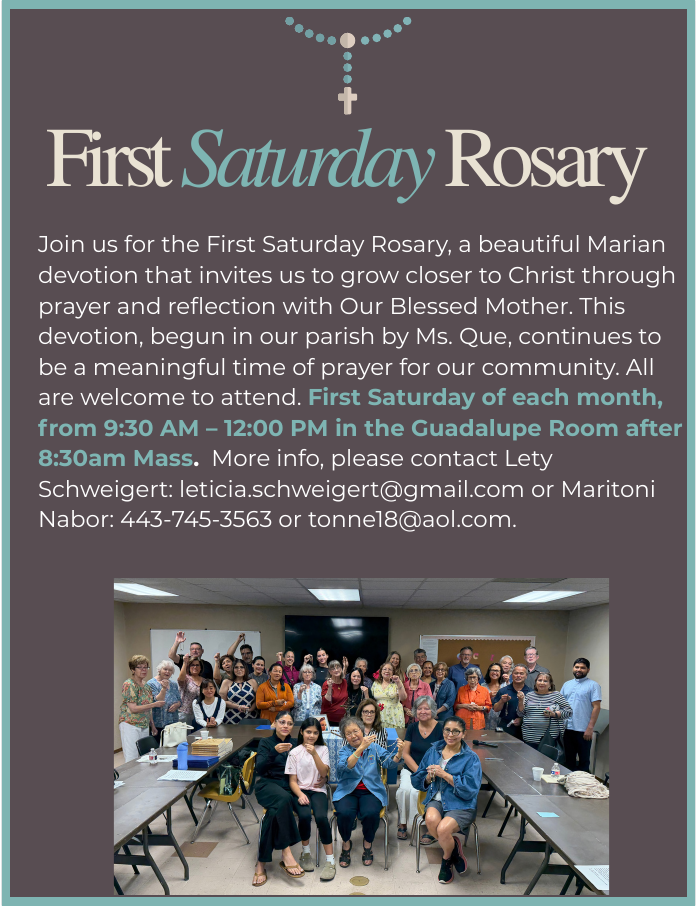 First Saturday Rosary
Join us for the First Saturday Rosary, a beautiful Marian
devotion that invites us to grow closer to Christ through
prayer and reflection with Our Blessed Mother. This
devotion, begun in our parish by Ms. Que, continues to
be a meaningful time of prayer for our community. All
are welcome to attend. First Saturday of each month,
from 9:30 AM – 12:00 PM in the Guadalupe Room after
8:30am Mass. More info, please contact Lety
Schweigert: leticia.schweigert@gmail.com or Maritoni
Nabor: 443-745-3563 or tonne18@aol.com.